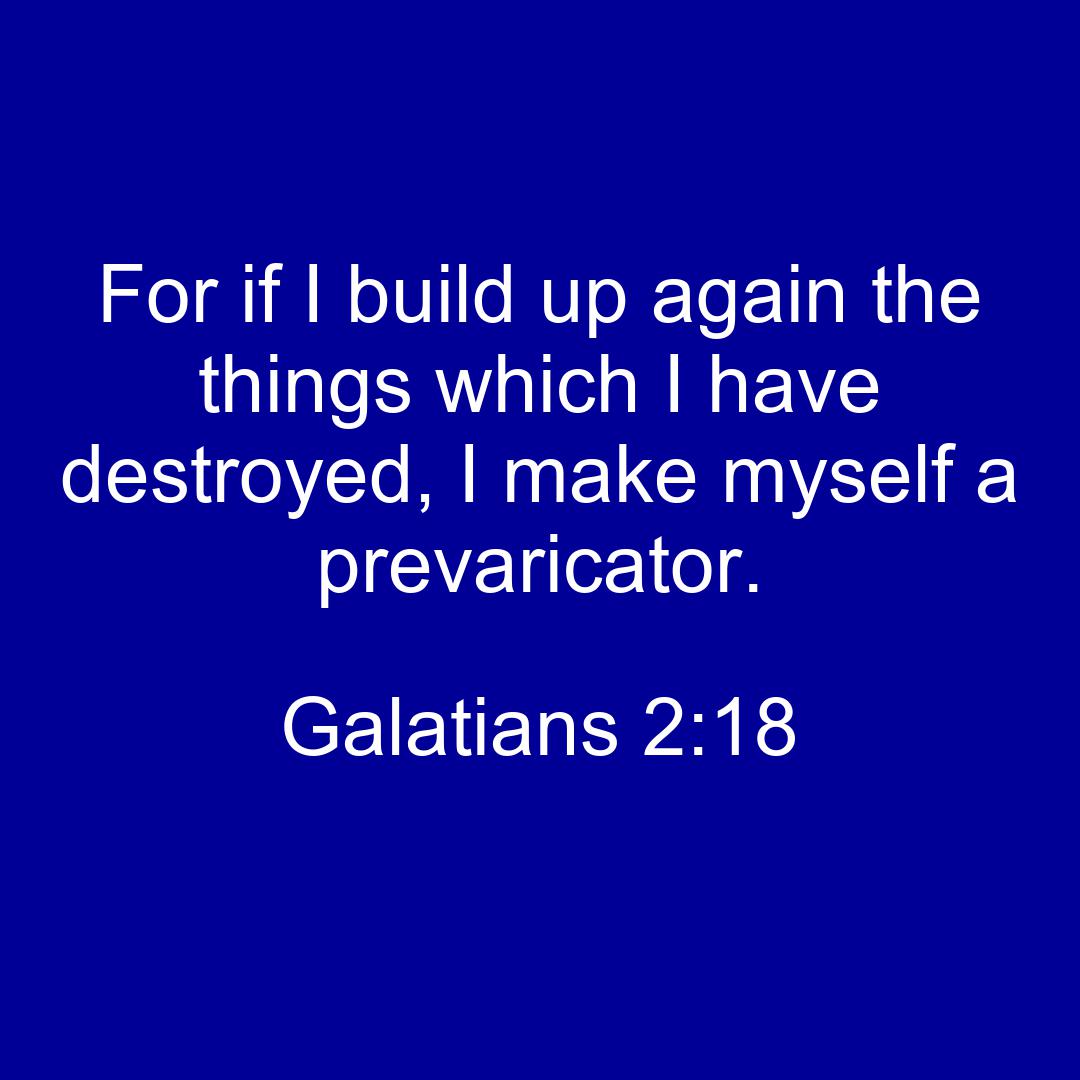 For if I build up again the
things which I have
destroyed, I make myself a
prevaricator.
Galatians 2:18